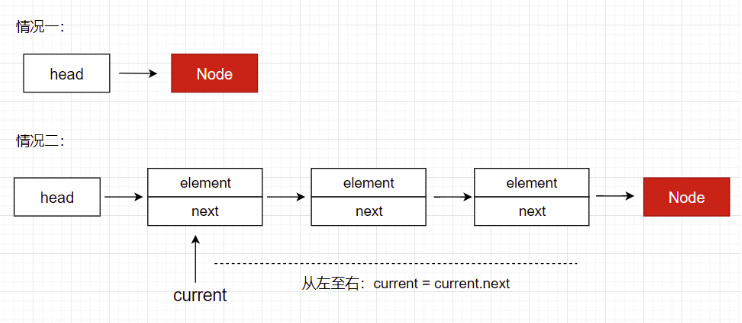 情况一：
head
Node
情况二：
head
element
next
element
next
element
next
Node
current
从左至右：current = current.next